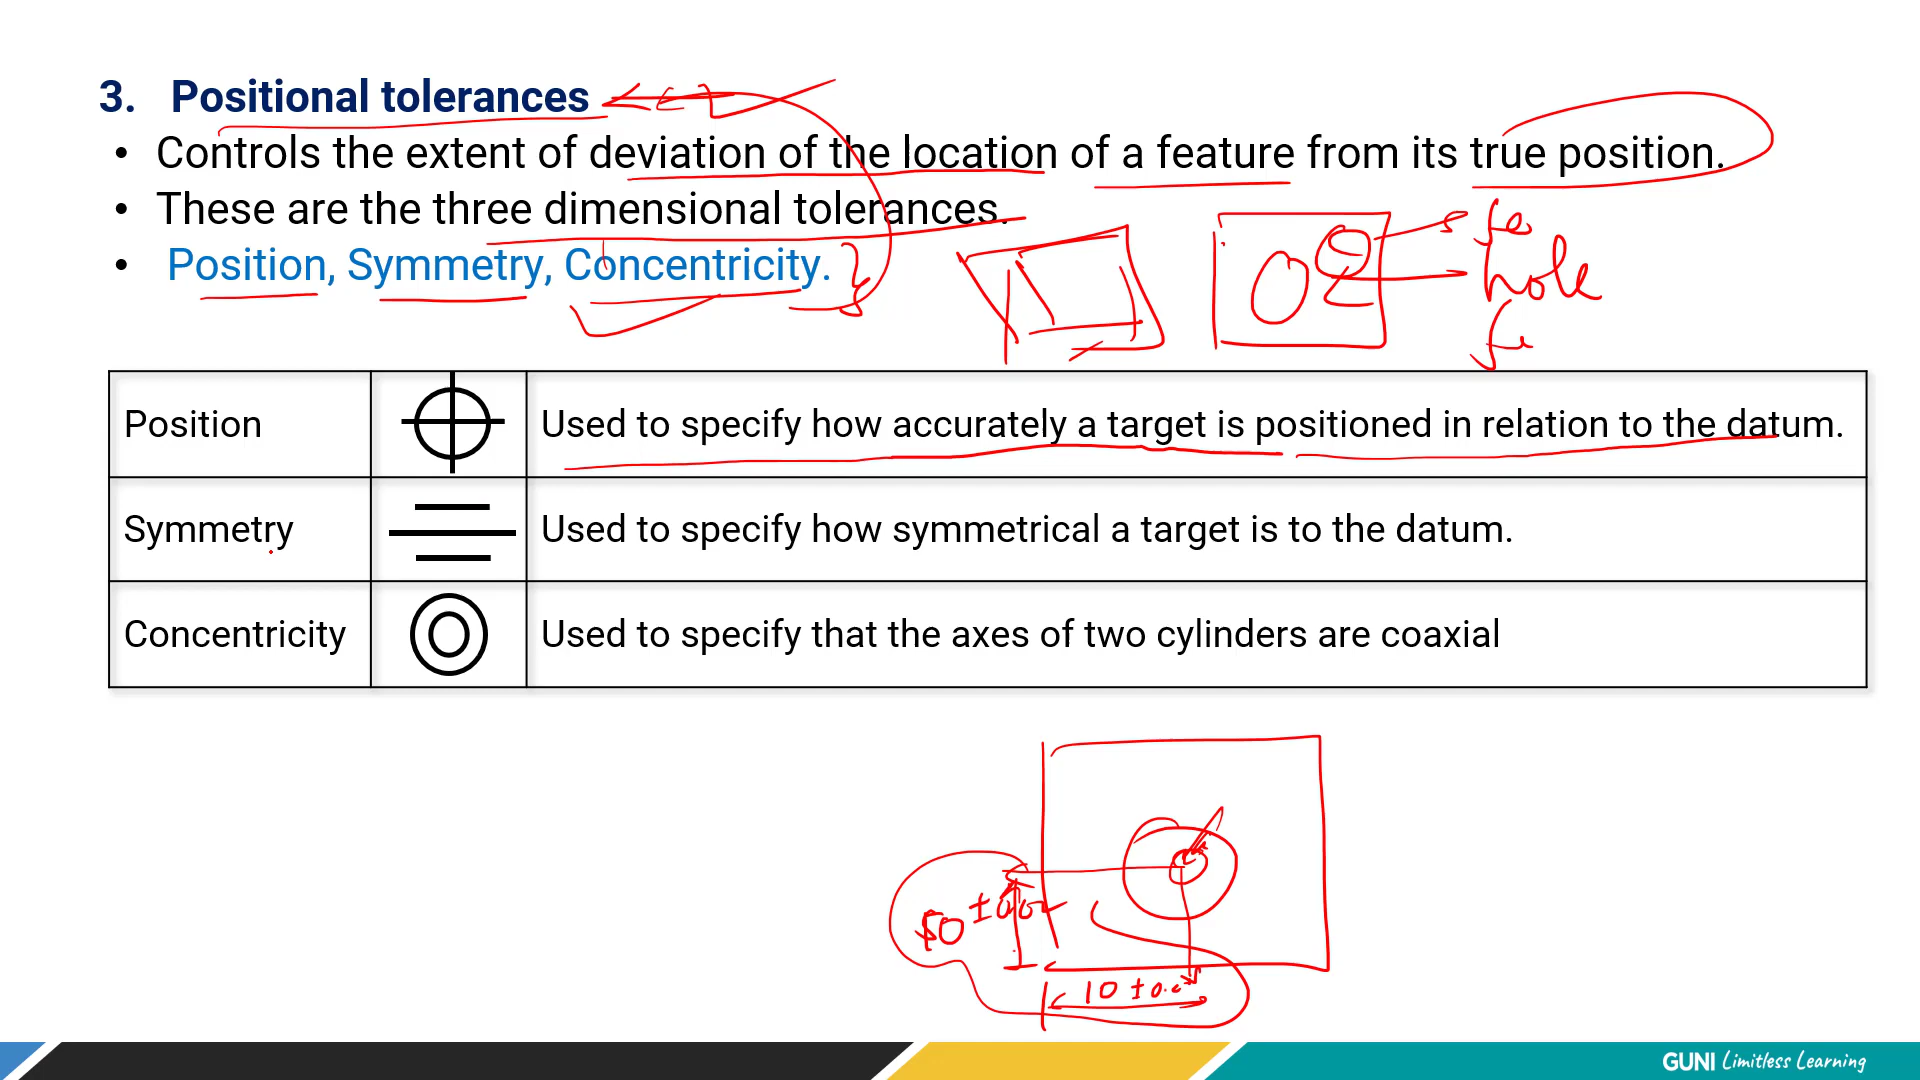 3. Positional tolerances
• Controls the extent of deviation of the location of a feature from its true position.
• These are the three dimensional tolerances.
• Position, Symmetry, Concentricity.
hole
Position
Used to specify how accurately a target is positioned in relation to the datum.
Symmetry
Used to specify how symmetrical a target is to the datum.
Concentricity
Used to specify that the axes of two cylinders are coaxial
10 ±0.
GUNI Limitless Learning